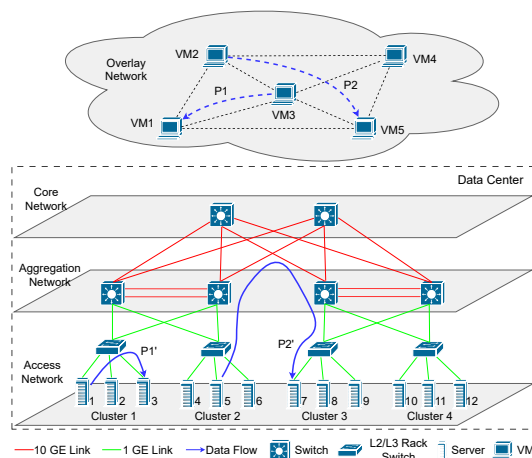 VM2
VM4
Overlay
Network
P1
P2
VM3
VM1
VM5
Data Center
Core
Network
Aggregation
Network
P1'
P2'
Access
Network
1 2 3 4 5 6 7 8 9 10 11 12
Cluster 1 Cluster 2 Cluster 3 Cluster 4
10 GE Link 1 GE Link Data Flow Switch L2/L3 Rack Switch Server VM